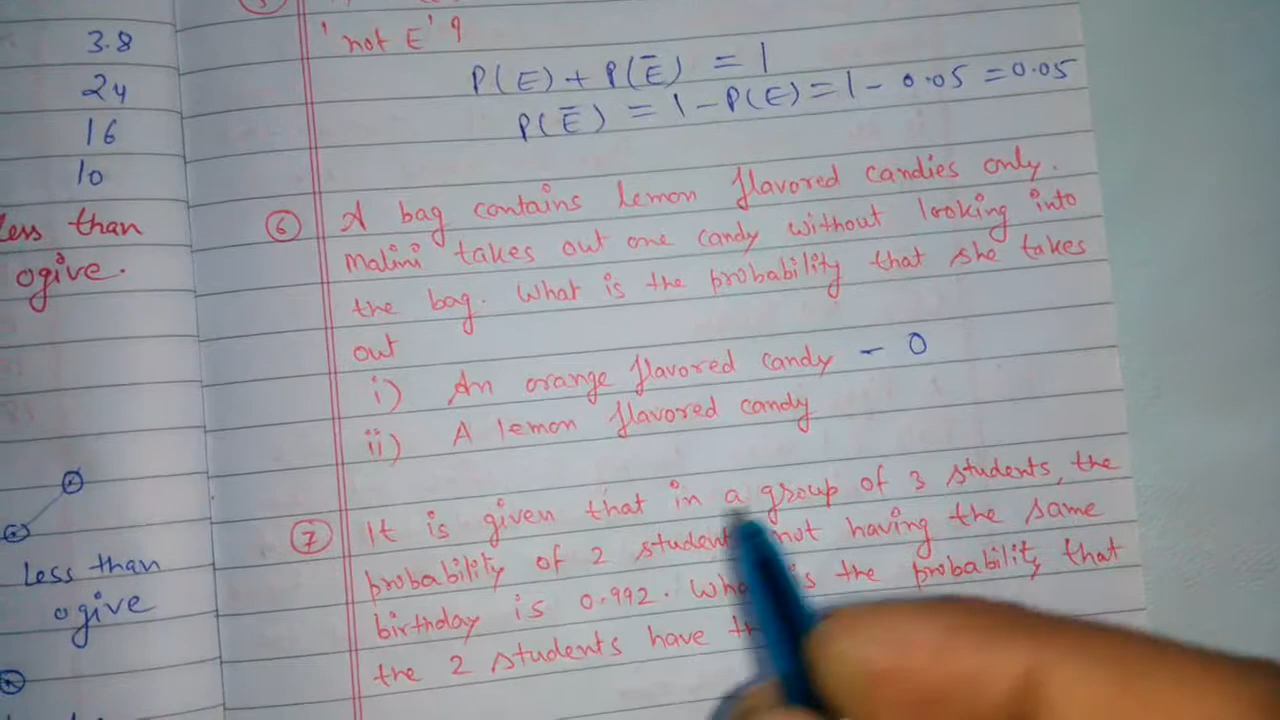 3.8
24
16
10
Less than
ogive.
Less than
ogive
'not E' ?
P(E) + P(Ē) = 1
P(Ē) = 1 - P(E) = 1 - 0.05 = 0.05
6 A bag contains lemon flavored candies only.
Malini takes out one candy without looking into
the bag. What is the probability that she takes
out
i) An orange flavored candy - 0
ii) A lemon flavored candy
7 It is given that in a group of 3 students, the
probability of 2 student not having the same
birthday is 0.992. is the probability that
the 2 students have